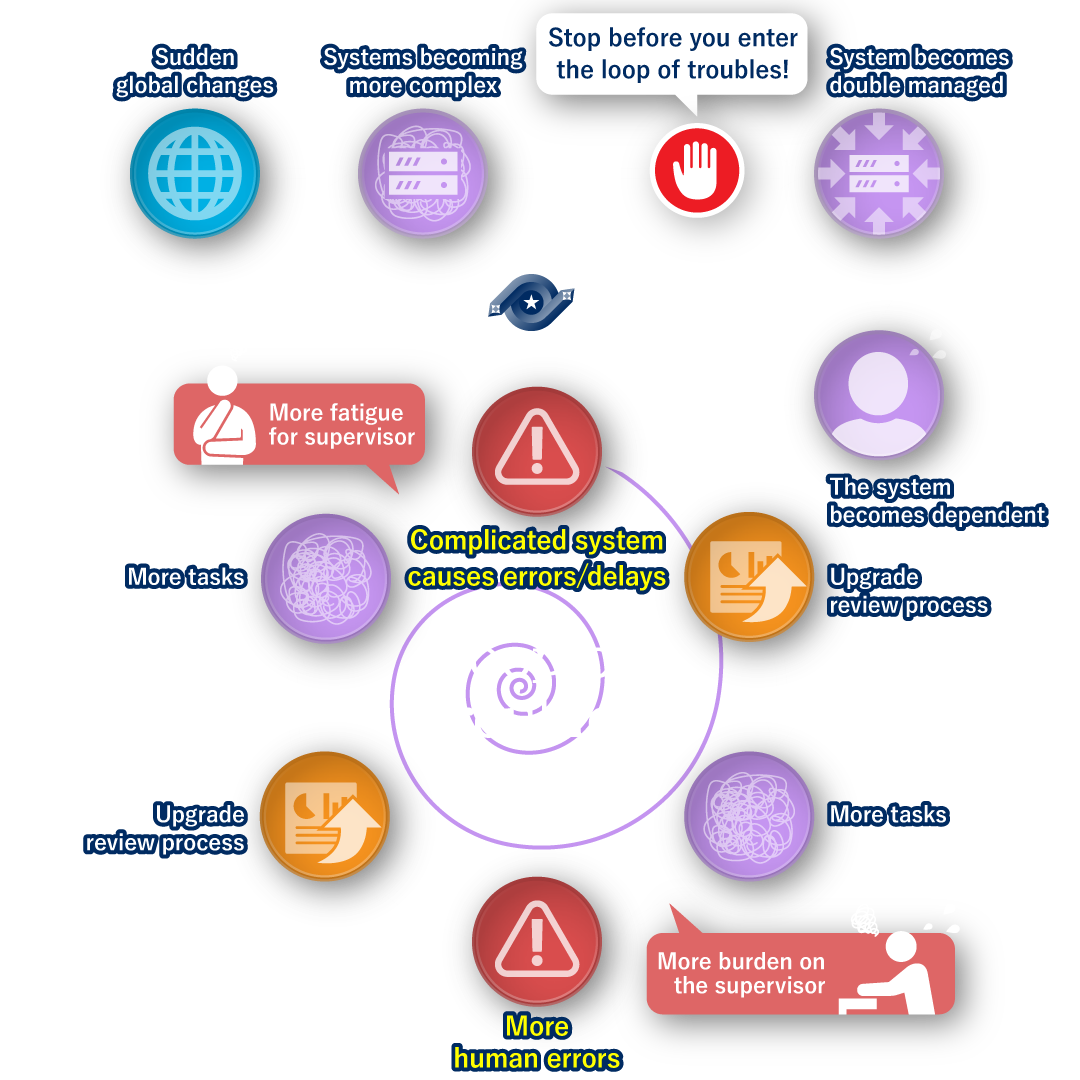 Sudden
global changes
Systems becoming
more complex
Stop before you enter
the loop of troubles!
System becomes
double managed
The system
becomes dependent
More fatigue
for supervisor
Complicated system
causes errors/delays
More tasks
Upgrade
review process
Upgrade
review process
More tasks
More burden on
the supervisor
More
human errors